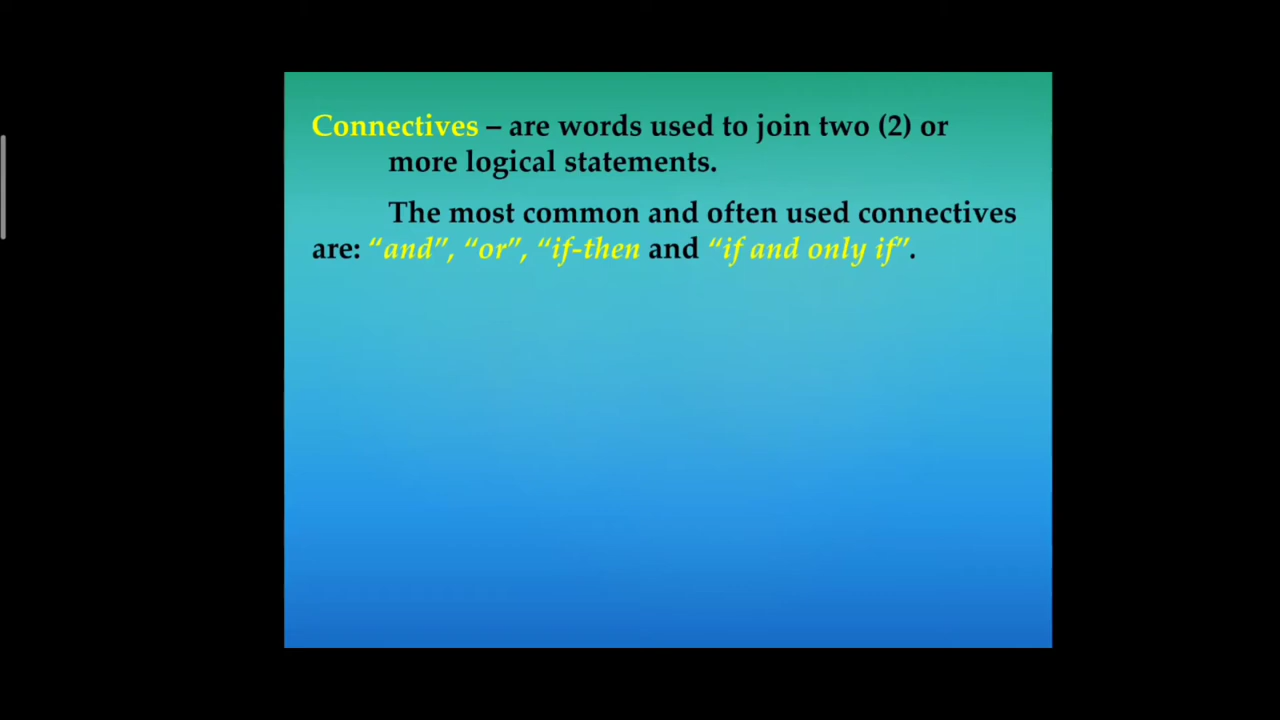 Connectives – are words used to join two (2) or
more logical statements.
The most common and often used connectives
are: “and”, “or”, “if-then and “if and only if”.